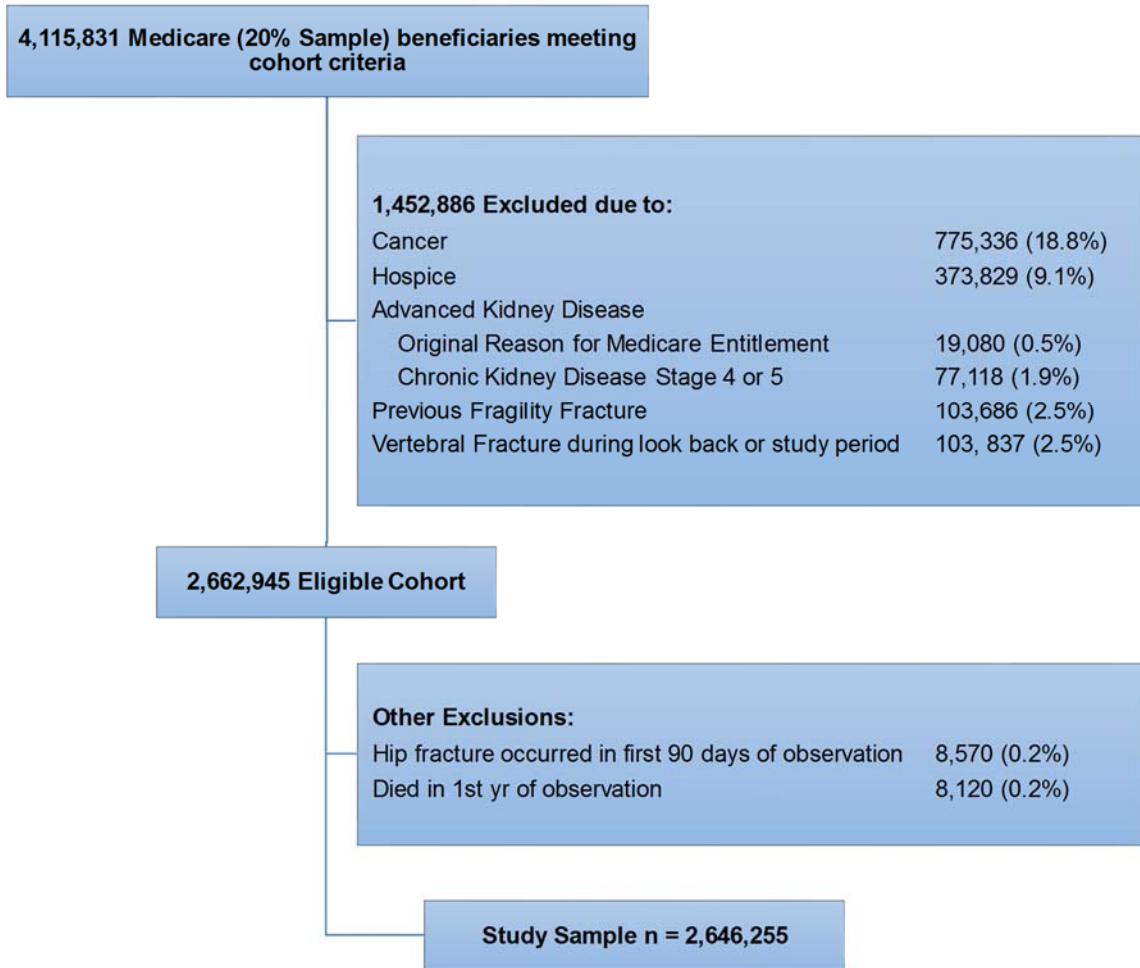 4,115,831 Medicare (20% Sample) beneficiaries meeting
cohort criteria
1,452,886 Excluded due to:
Cancer 775,336 (18.8%)
Hospice 373,829 (9.1%)
Advanced Kidney Disease
Original Reason for Medicare Entitlement 19,080 (0.5%)
Chronic Kidney Disease Stage 4 or 5 77,118 (1.9%)
Previous Fragility Fracture 103,686 (2.5%)
Vertebral Fracture during look back or study period 103, 837 (2.5%)
2,662,945 Eligible Cohort
Other Exclusions:
Hip fracture occurred in first 90 days of observation 8,570 (0.2%)
Died in 1st yr of observation 8,120 (0.2%)
Study Sample n = 2,646,255